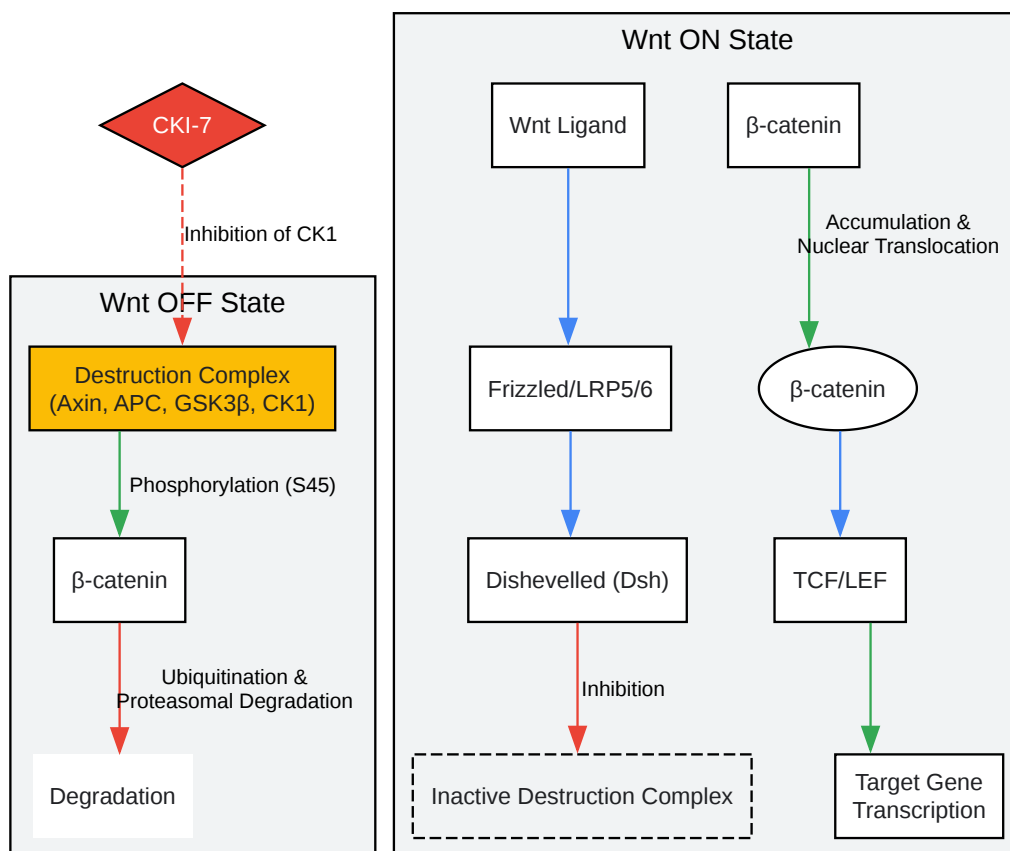 CKI-7
Inhibition of CK1
Wnt OFF State
Destruction Complex
(Axin, APC, GSK3β, CK1)
Phosphorylation (S45)
β-catenin
Ubiquitination &
Proteasomal Degradation
Degradation
Wnt ON State
Wnt Ligand
Frizzled/LRP5/6
Dishevelled (Dsh)
Inhibition
Inactive Destruction Complex
β-catenin
Accumulation &
Nuclear Translocation
β-catenin
TCF/LEF
Target Gene
Transcription